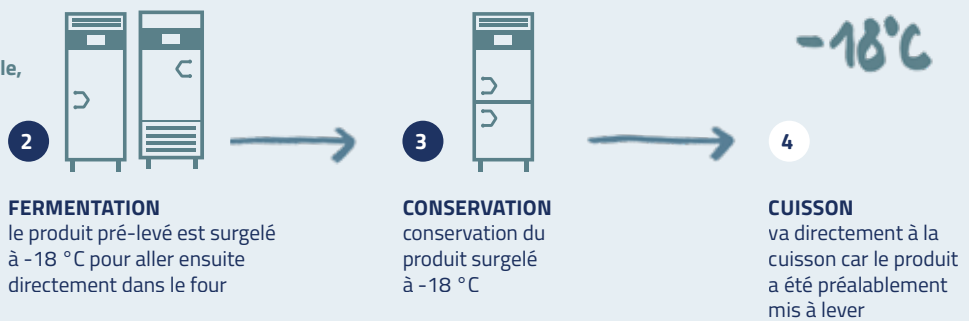 -18°C
le,
2
3
4
FERMENTATION
le produit pré-levé est surgelé
à -18 °C pour aller ensuite
directement dans le four
CONSERVATION
conservation du
produit surgelé
à -18 °C
CUISSON
va directement à la
cuisson car le produit
a été préalablement
mis à lever